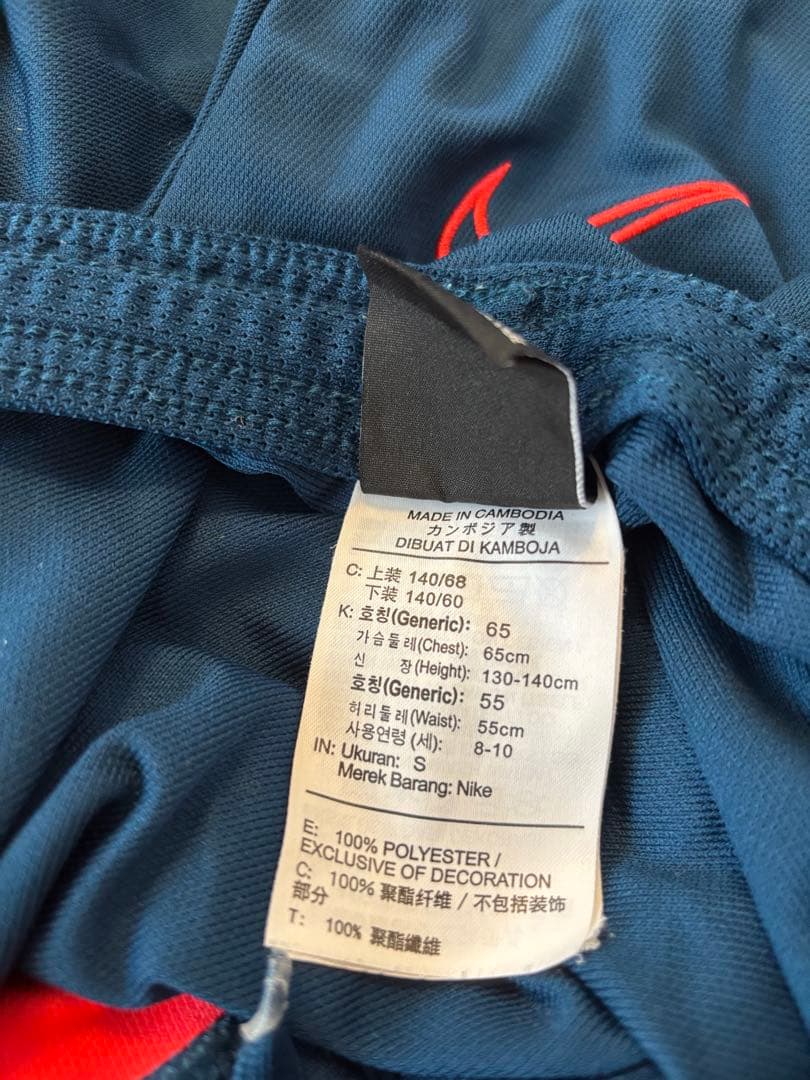 MADE IN CAMBODIA
カンボジア製
DIBUAT DI KAMBOJA
C: 上装 140/68
下装 140/60
K: 호칭(Generic): 65
가슴둘레(Chest): 65cm
신 장(Height): 130-140cm
호칭(Generic): 55
허리둘레(Waist): 55cm
사용연령 (세): 8-10
IN: Ukuran: S
Merek Barang: Nike
E: 100% POLYESTER /
EXCLUSIVE OF DECORATION
C: 100% 聚酯纤维 / 不包括装饰
部分
T: 100% 聚酯纖維